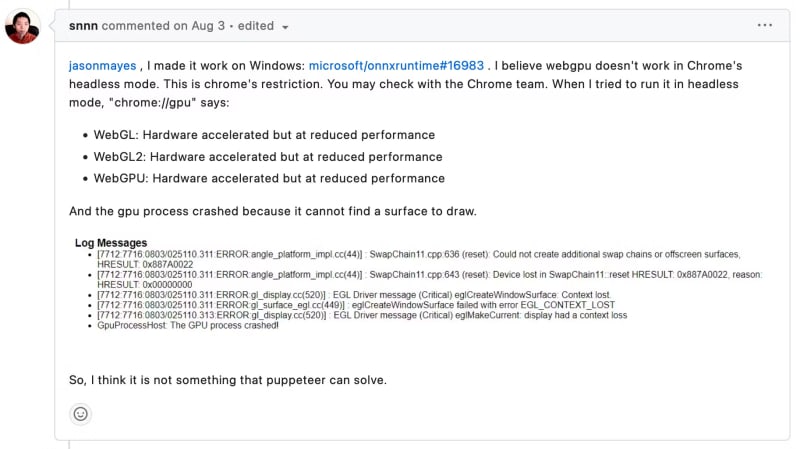 snnn commented on Aug 3 • edited
jasonmayes , I made it work on Windows: microsoft/onnxruntime#16983 . I believe webgpu doesn't work in Chrome's
headless mode. This is chrome's restriction. You may check with the Chrome team. When I tried to run it in headless
mode, "chrome://gpu" says:
• WebGL: Hardware accelerated but at reduced performance
• WebGL2: Hardware accelerated but at reduced performance
• WebGPU: Hardware accelerated but at reduced performance
And the gpu process crashed because it cannot find a surface to draw.
Log Messages
• [7712:7716:0803/025110.311:ERROR:angle_platform_impl.cc(44)] : SwapChain11.cpp:636 (reset): Could not create additional swap chains or offscreen surfaces,
HRESULT: 0x887A0022
• [7712:7716:0803/025110.311:ERROR:angle_platform_impl.cc(44)] : SwapChain11.cpp:643 (reset): Device lost in SwapChain11::reset HRESULT: 0x887A0022, reason:
HRESULT: 0x00000000
• [7712:7716:0803/025110.311:ERROR:gl_display.cc(520)] : EGL Driver message (Critical) eglCreateWindowSurface: Context lost.
• [7712:7716:0803/025110.311:ERROR:gl_surface_egl.cc(449)] : eglCreateWindowSurface failed with error EGL_CONTEXT_LOST
• [7712:7716:0803/025110.313:ERROR:gl_display.cc(520)] : EGL Driver message (Critical) eglMakeCurrent: display had a context loss
• GpuProcessHost: The GPU process crashed!
So, I think it is not something that puppeteer can solve.